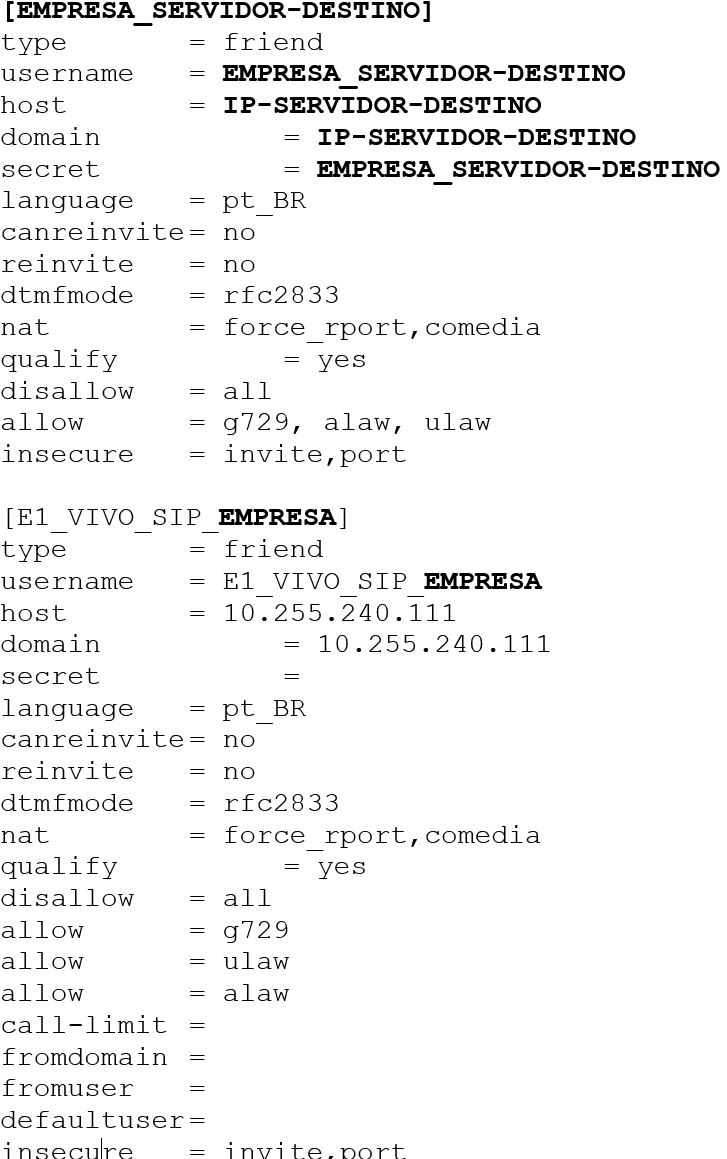 [EMPRESA_SERVIDOR-DESTINO]
type = friend
username = EMPRESA_SERVIDOR-DESTINO
host = IP-SERVIDOR-DESTINO
domain = IP-SERVIDOR-DESTINO
secret = EMPRESA_SERVIDOR-DESTINO
language = pt_BR
canreinvite= no
reinvite = no
dtmfmode = rfc2833
nat = force_rport,comedia
qualify = yes
disallow = all
allow = g729, alaw, ulaw
insecure = invite,port

[E1_VIVO_SIP_EMPRESA]
type = friend
username = E1_VIVO_SIP_EMPRESA
host = 10.255.240.111
domain = 10.255.240.111
secret =
language = pt_BR
canreinvite= no
reinvite = no
dtmfmode = rfc2833
nat = force_rport,comedia
qualify = yes
disallow = all
allow = g729
allow = ulaw
allow = alaw
call-limit =
fromdomain =
fromuser =
defaultuser=
insecure = invite,port